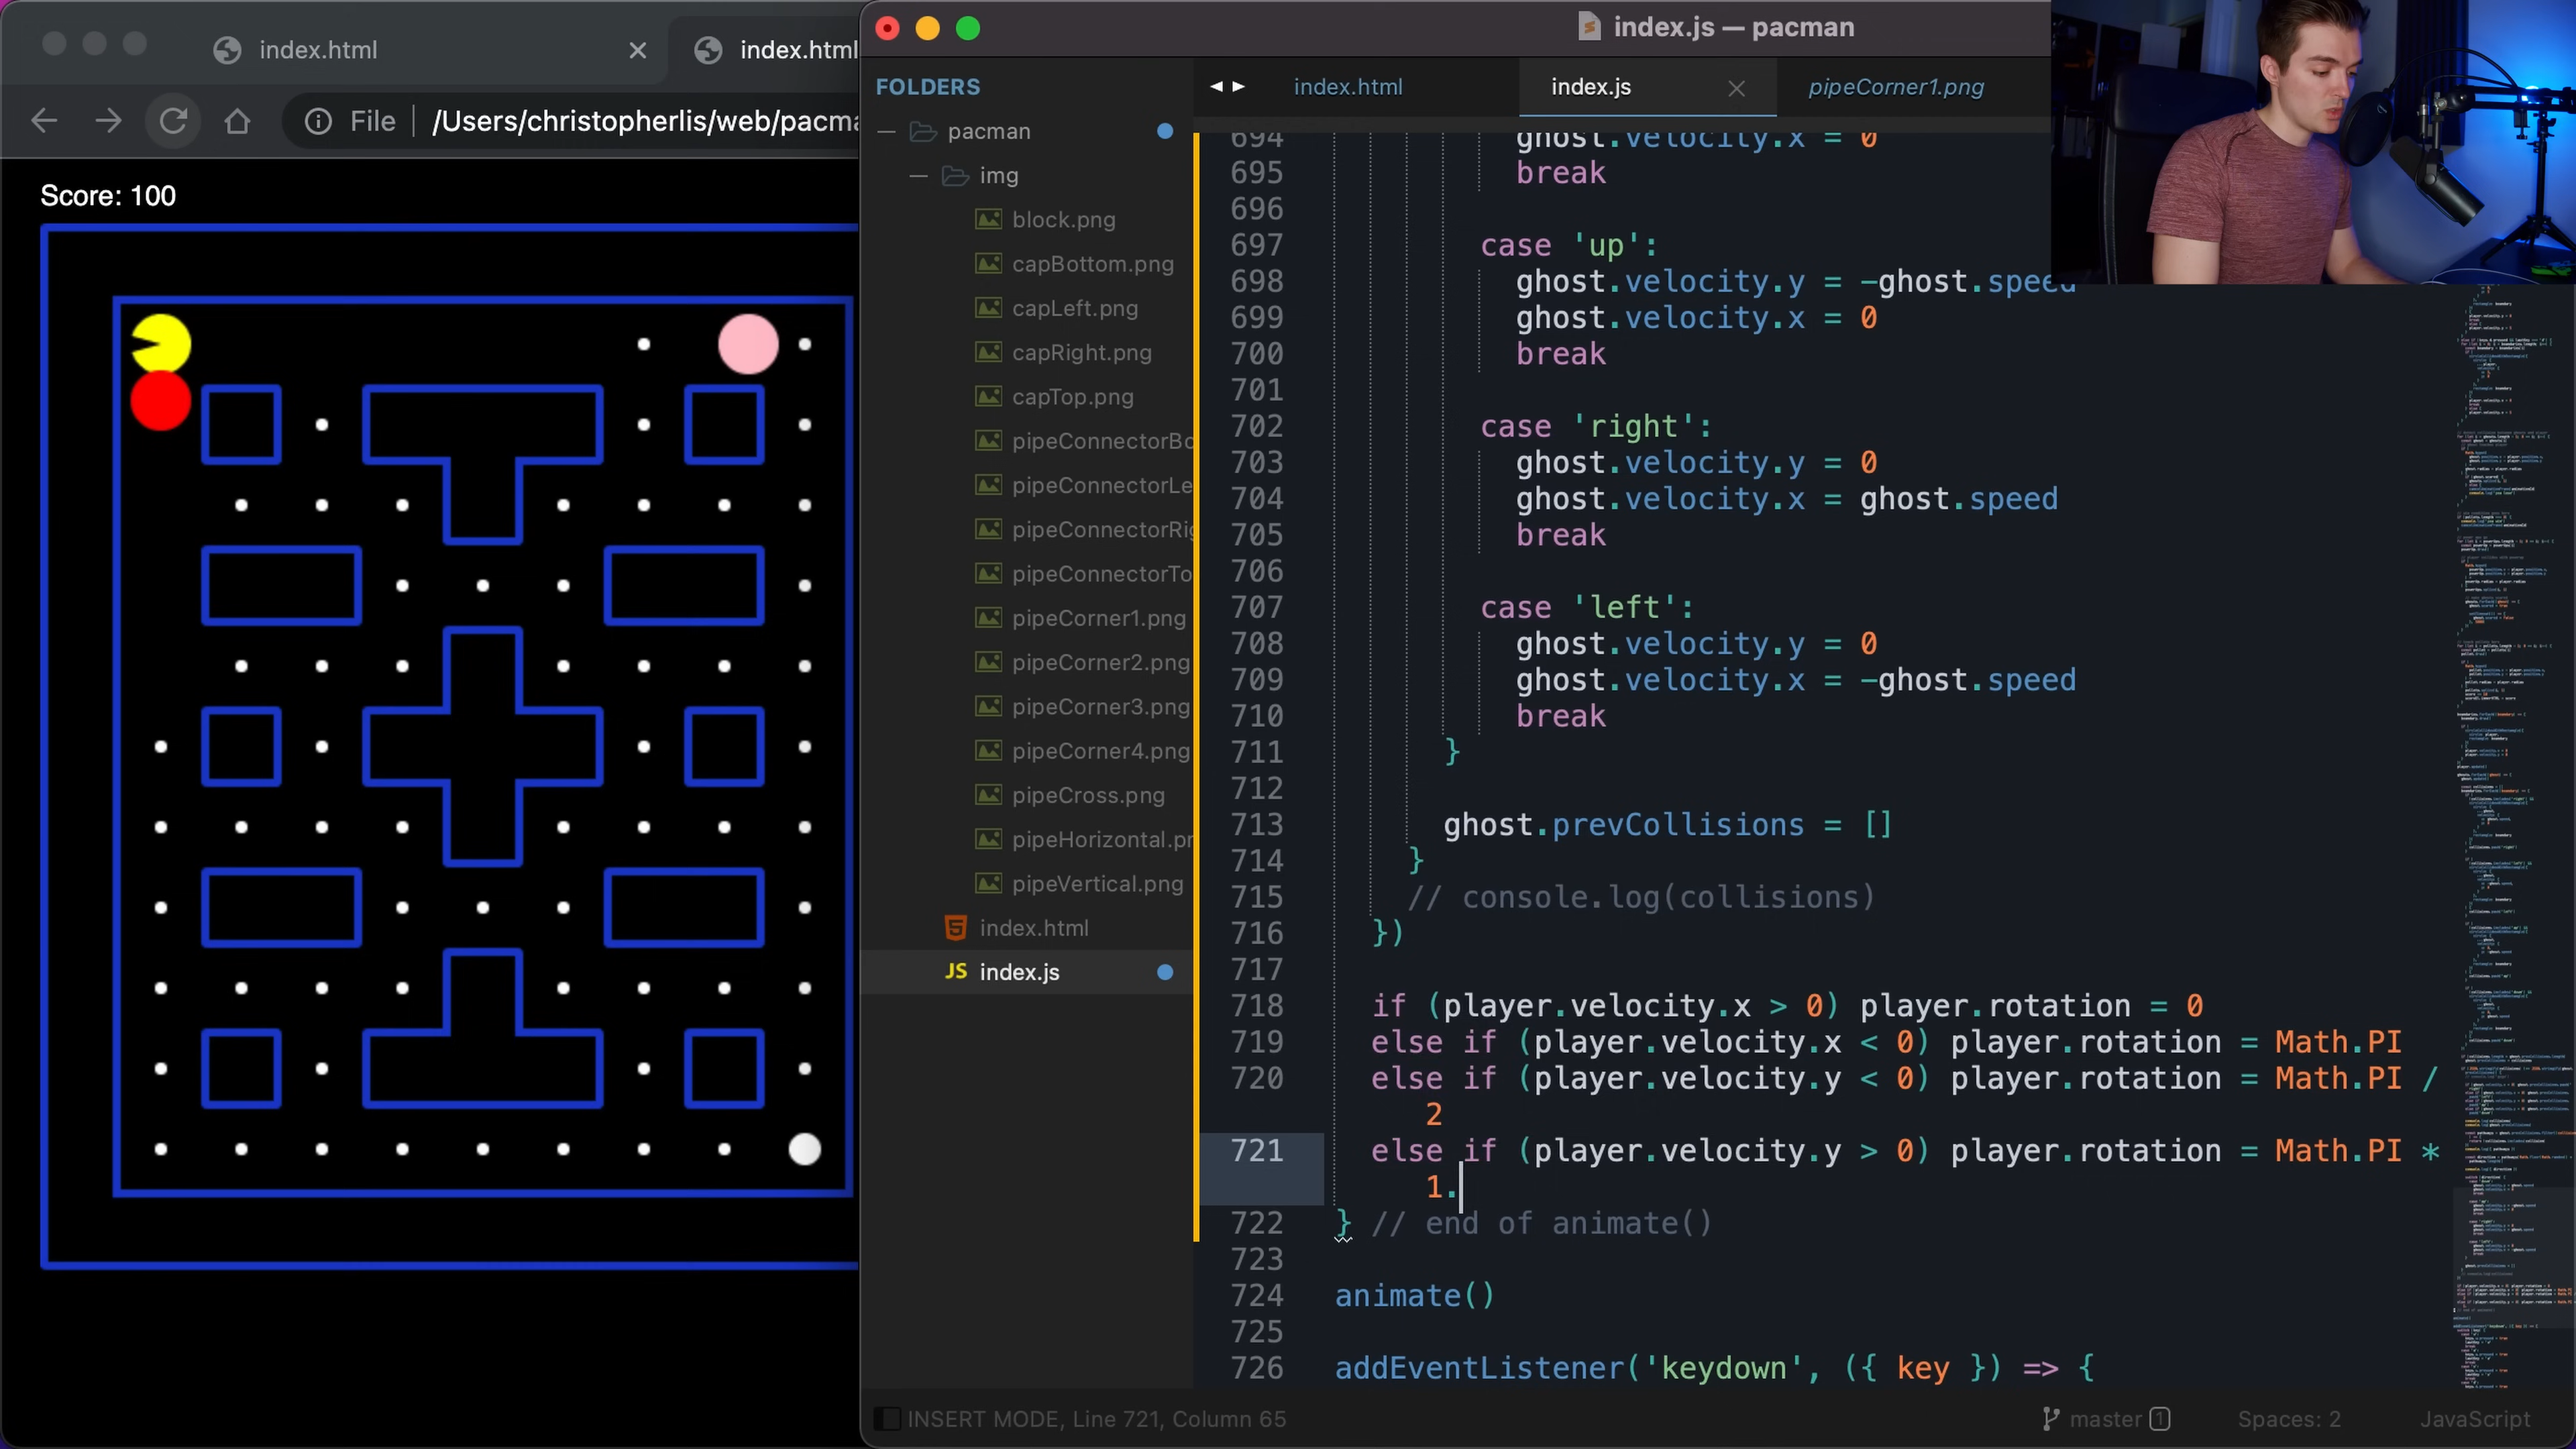 index.html
index.html
File
/Users/christopherlis/web/pacma
Score: 100
index.js — pacman
FOLDERS
pacman
img
block.png
capBottom.png
capLeft.png
capRight.png
capTop.png
pipeConnectorBo
pipeConnectorLe
pipeConnectorRig
pipeConnectorTo
pipeCorner1.png
pipeCorner2.png
pipeCorner3.png
pipeCorner4.png
pipeCross.png
pipeHorizontal.pr
pipeVertical.png
index.html
JS index.js
index.html
index.js
pipeCorner1.png
694 ghost.velocity.x = 0
695 break
696
697 case 'up':
698 ghost.velocity.y = -ghost.speed
699 ghost.velocity.x = 0
700 break
701
702 case 'right':
703 ghost.velocity.y = 0
704 ghost.velocity.x = ghost.speed
705 break
706
707 case 'left':
708 ghost.velocity.y = 0
709 ghost.velocity.x = -ghost.speed
710 break
711 }
712
713 ghost.prevCollisions = []
714 }
715 // console.log(collisions)
716 })
717
718 if (player.velocity.x > 0) player.rotation = 0
719 else if (player.velocity.x < 0) player.rotation = Math.PI
720 else if (player.velocity.y < 0) player.rotation = Math.PI /
2
721 else if (player.velocity.y > 0) player.rotation = Math.PI *
1.
722 } // end of animate()
723
724 animate()
725
726 addEventListener('keydown', ({ key }) => {
INSERT MODE, Line 721, Column 65
master 1
Spaces: 2
JavaScript